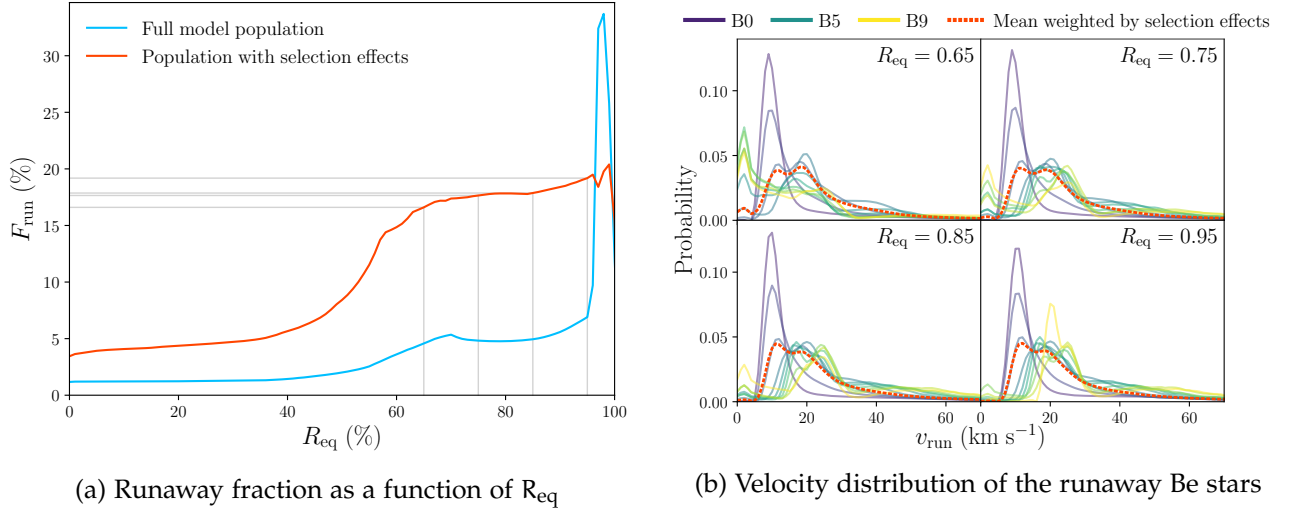 Full model population
Population with selection effects
F_run (%)
30
25
20
15
10
5
0
0 20 40 60 80 100
R_eq (%)
(a) Runaway fraction as a function of R_eq
B0 B5 B9 Mean weighted by selection effects
R_eq = 0.65 R_eq = 0.75
0.10
0.05
0.00
Probability
R_eq = 0.85 R_eq = 0.95
0.10
0.05
0.00
0 20 40 60 0 20 40 60
v_run (km s⁻¹)
(b) Velocity distribution of the runaway Be stars